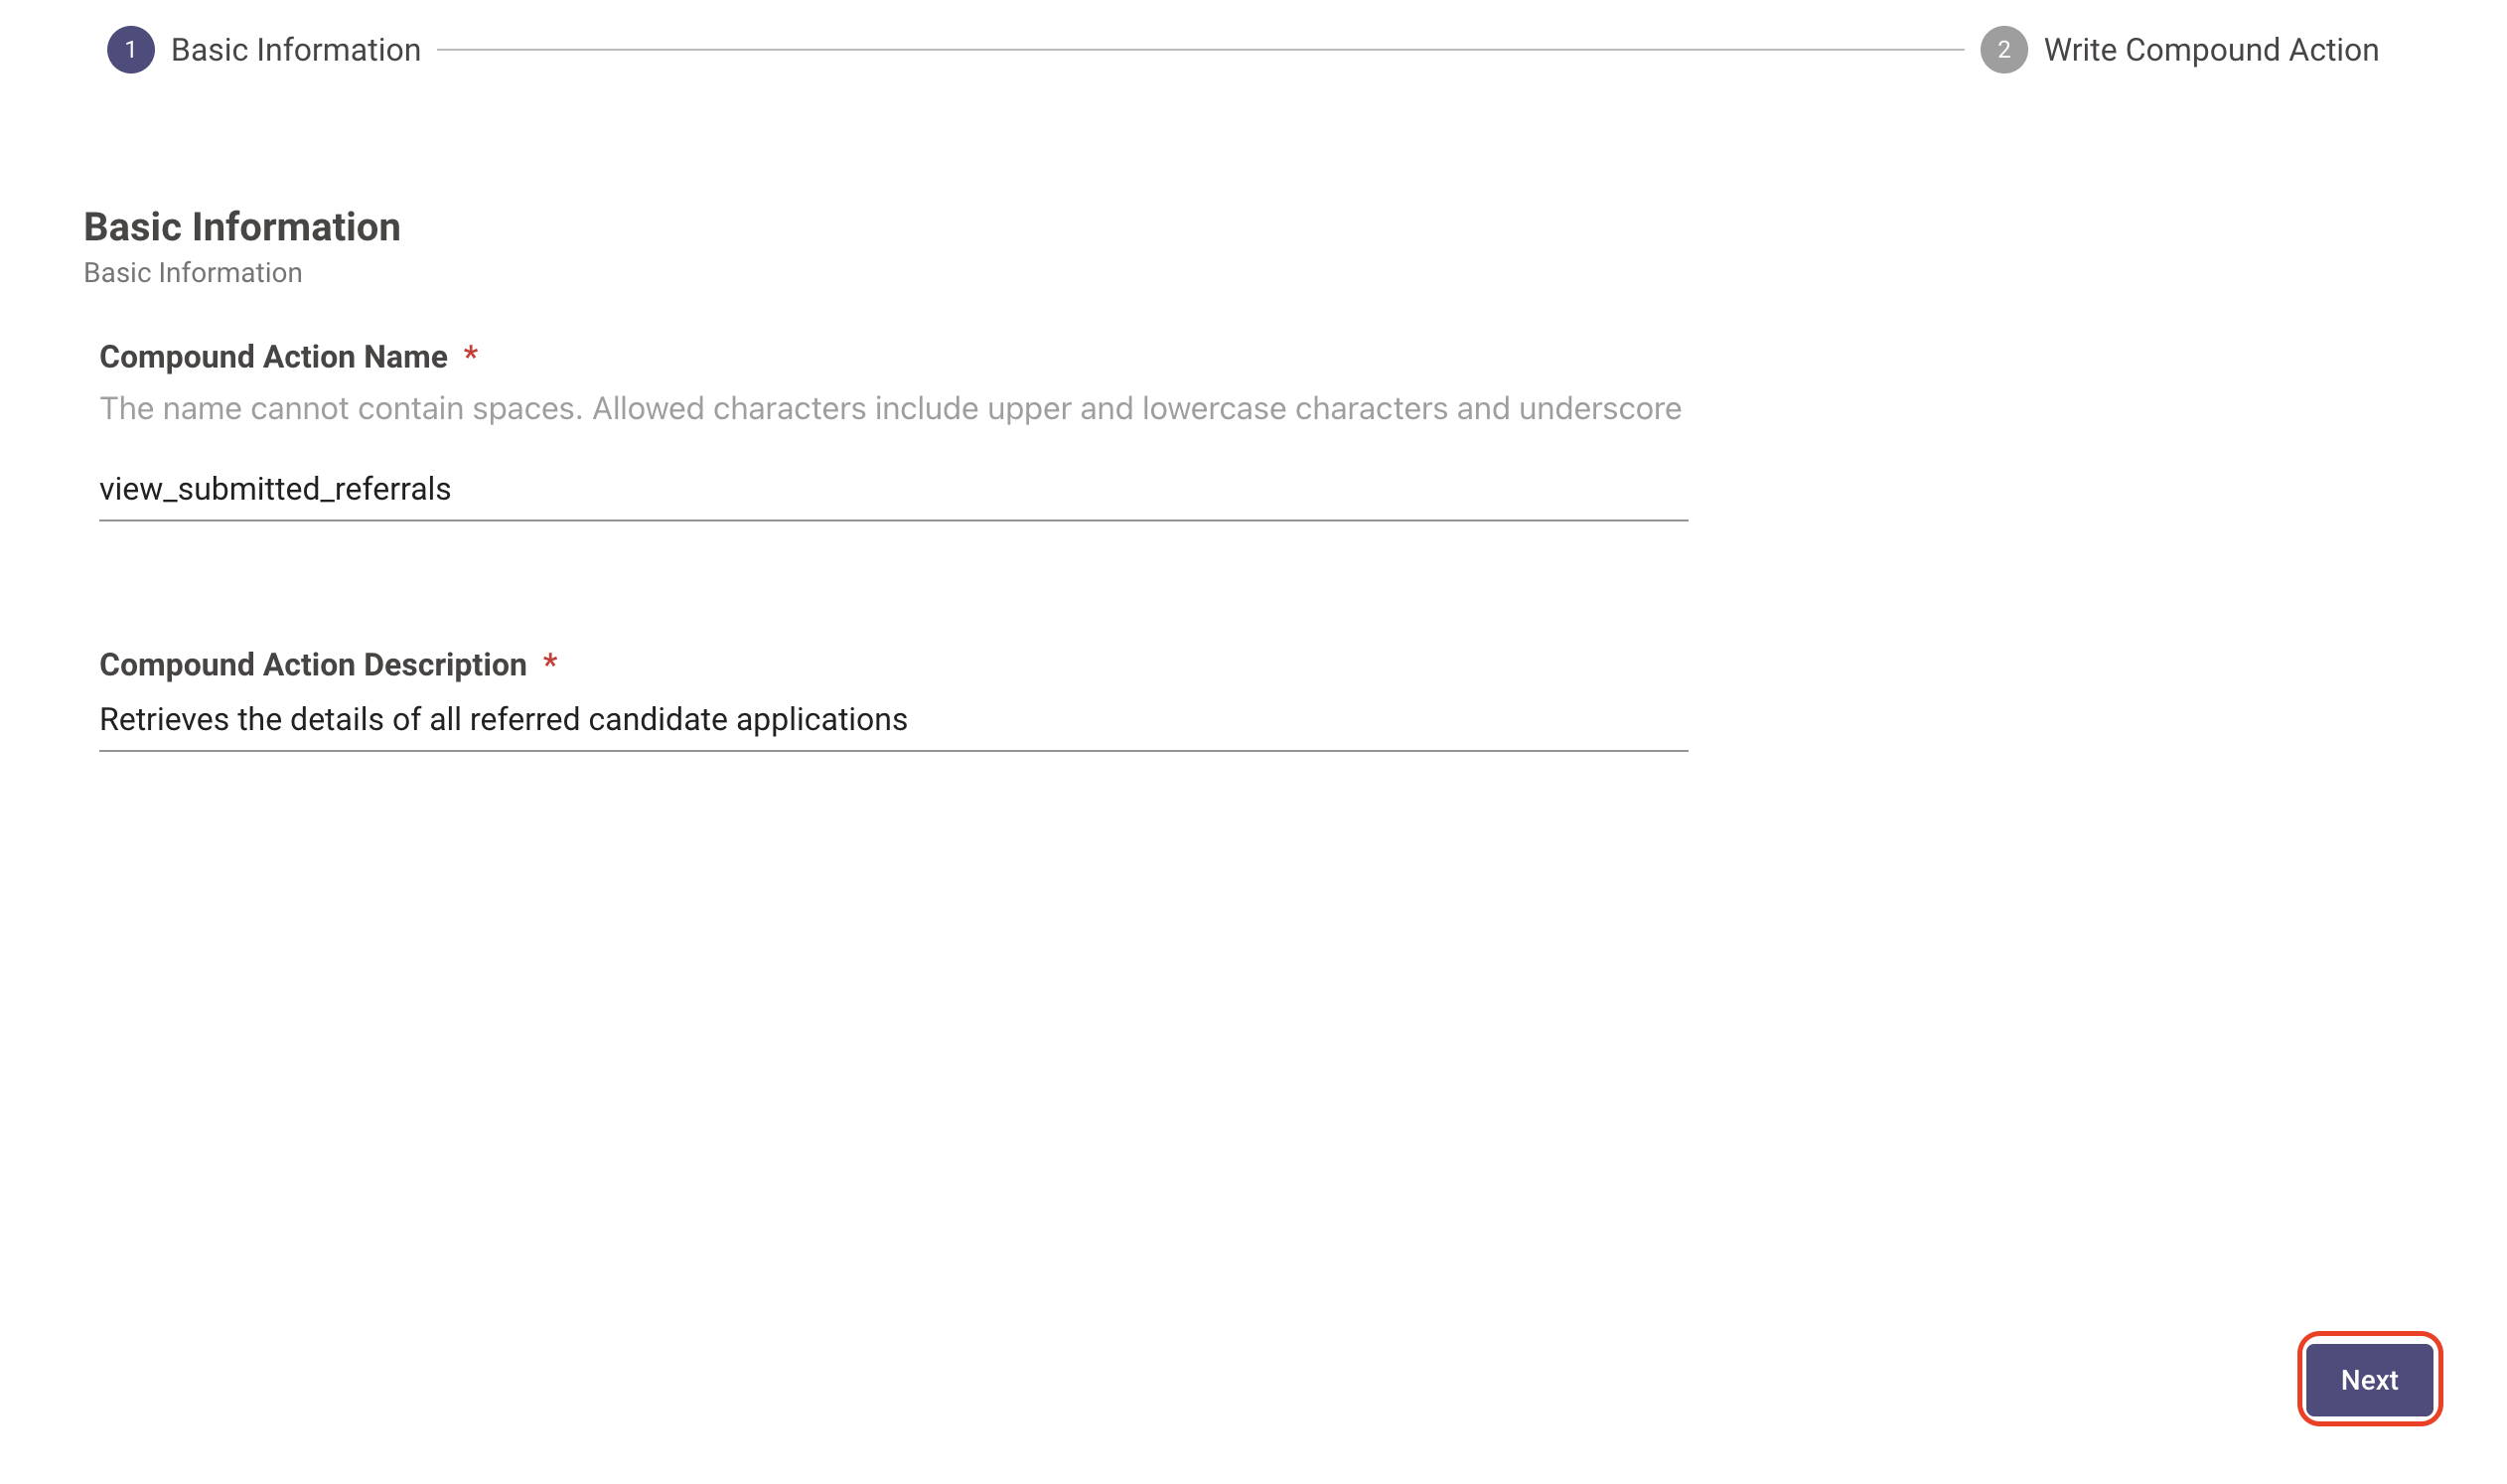 1 Basic Information
2 Write Compound Action
Basic Information
Basic Information
Compound Action Name *
The name cannot contain spaces. Allowed characters include upper and lowercase characters and underscore
view_submitted_referrals
Compound Action Description *
Retrieves the details of all referred candidate applications
Next